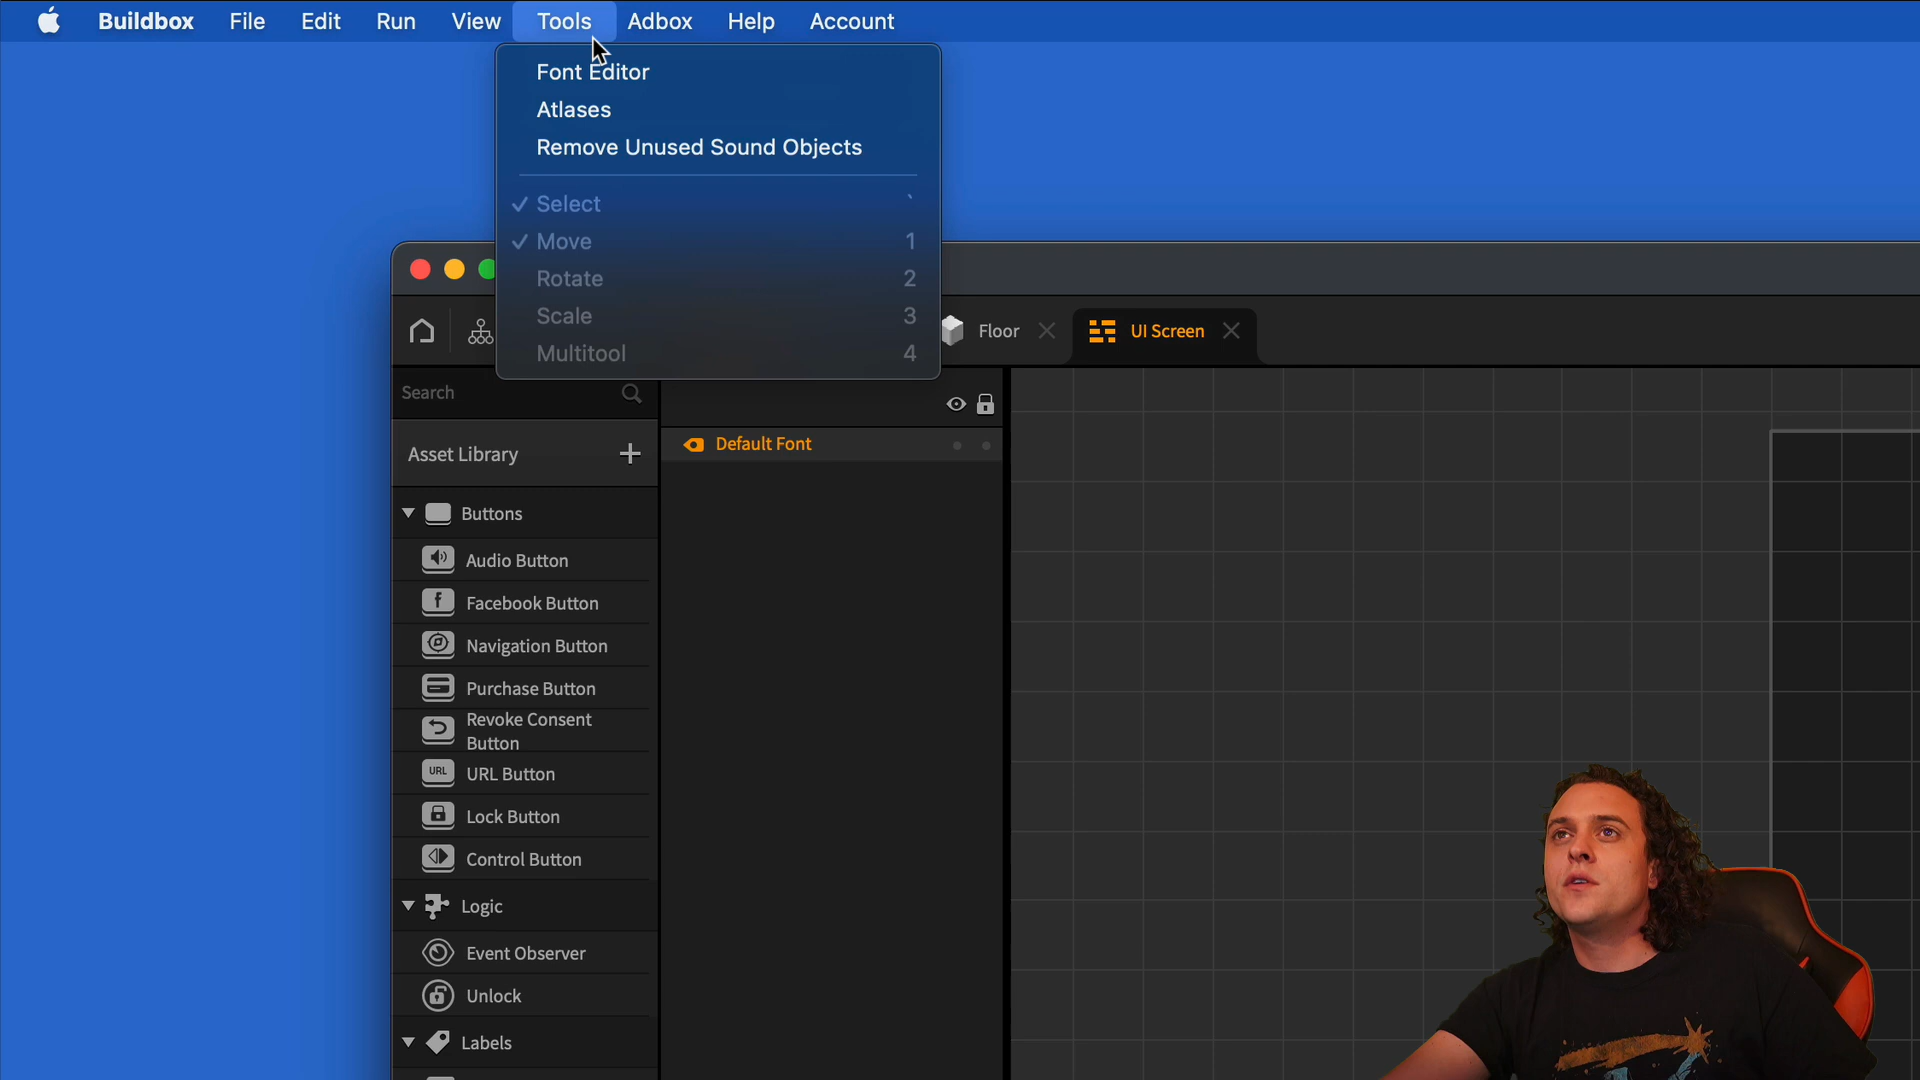 Buildbox File Edit Run View Tools Adbox Help Account
Font Editor
Atlases
Remove Unused Sound Objects
✓ Select `
✓ Move 1
Rotate 2
Scale 3
Multitool 4
Floor UI Screen
Search
Asset Library
Default Font
Buttons
Audio Button
f Facebook Button
Navigation Button
Purchase Button
Revoke Consent
Button
URL URL Button
Lock Button
Control Button
Logic
Event Observer
Unlock
Labels